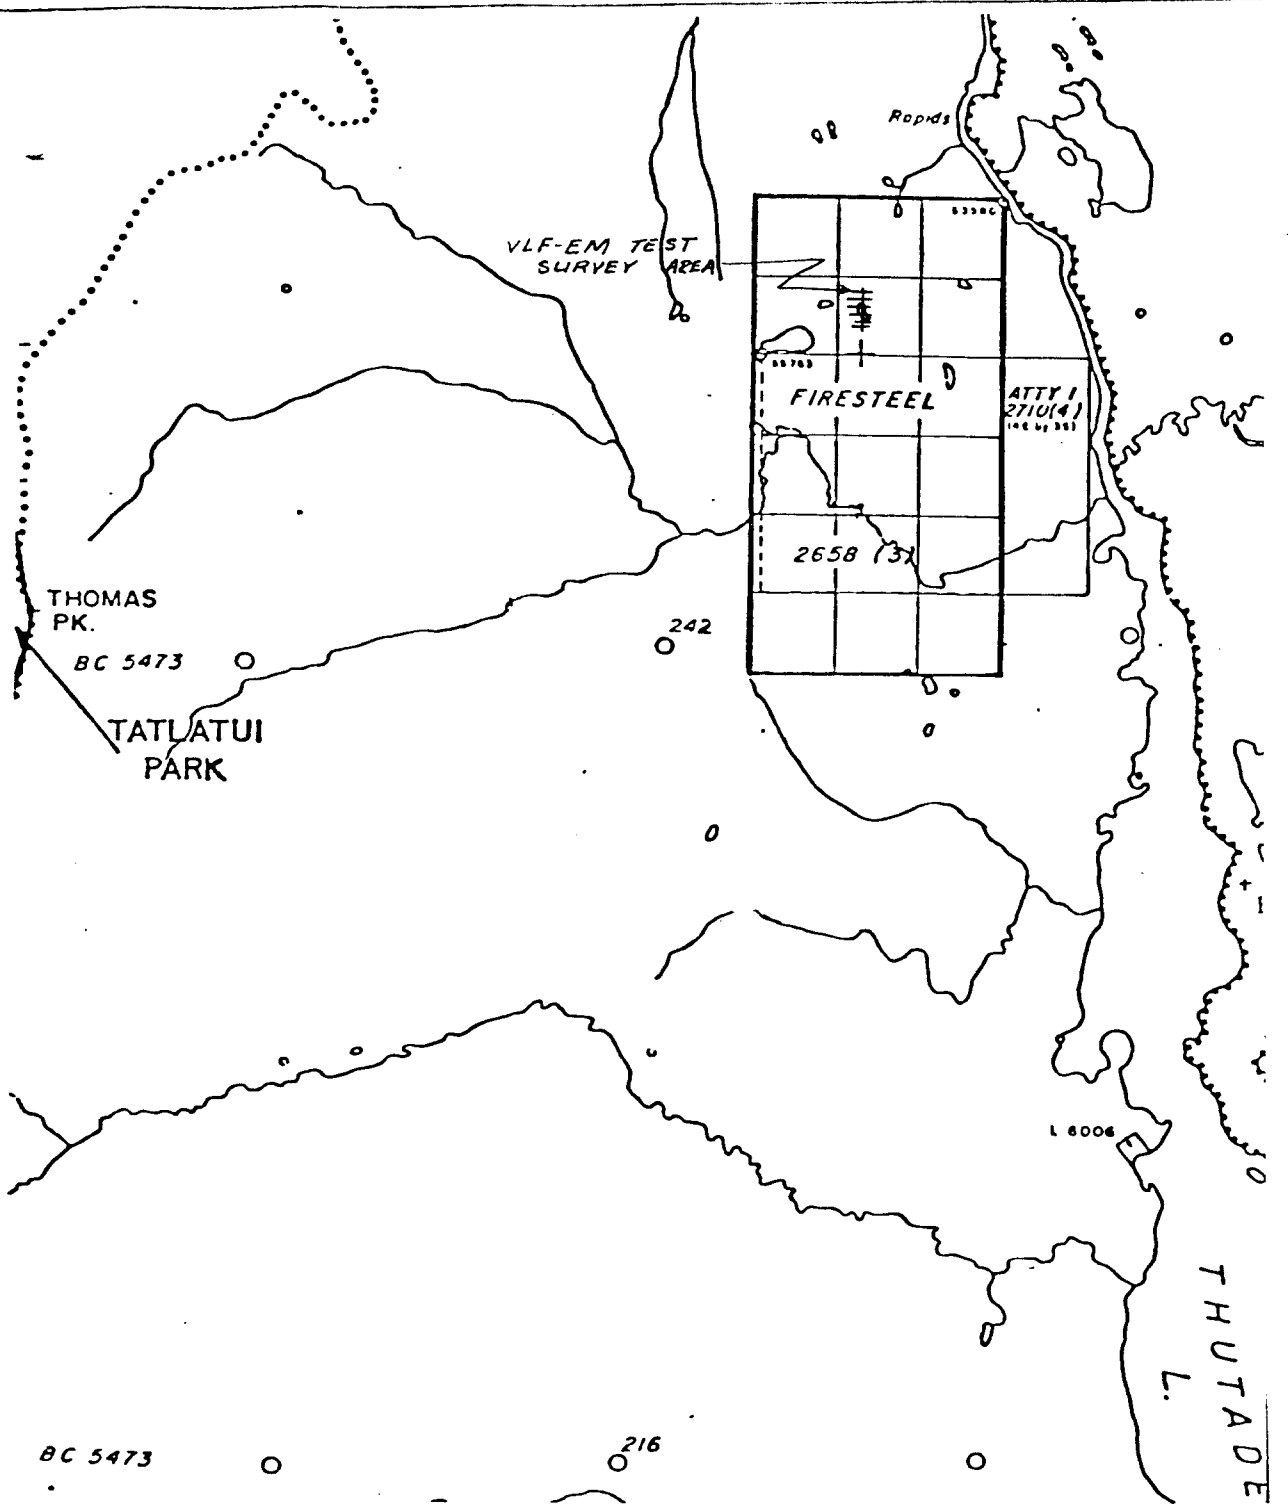 Rapids
VLF-EM TEST
SURVEY AREA
FIRESTEEL
ATTY 1
2710(4)
2658 (3)
THOMAS
PK.
BC 5473
242
TATLATUI
PARK
L 6006
THUTADE
L.
BC 5473
216